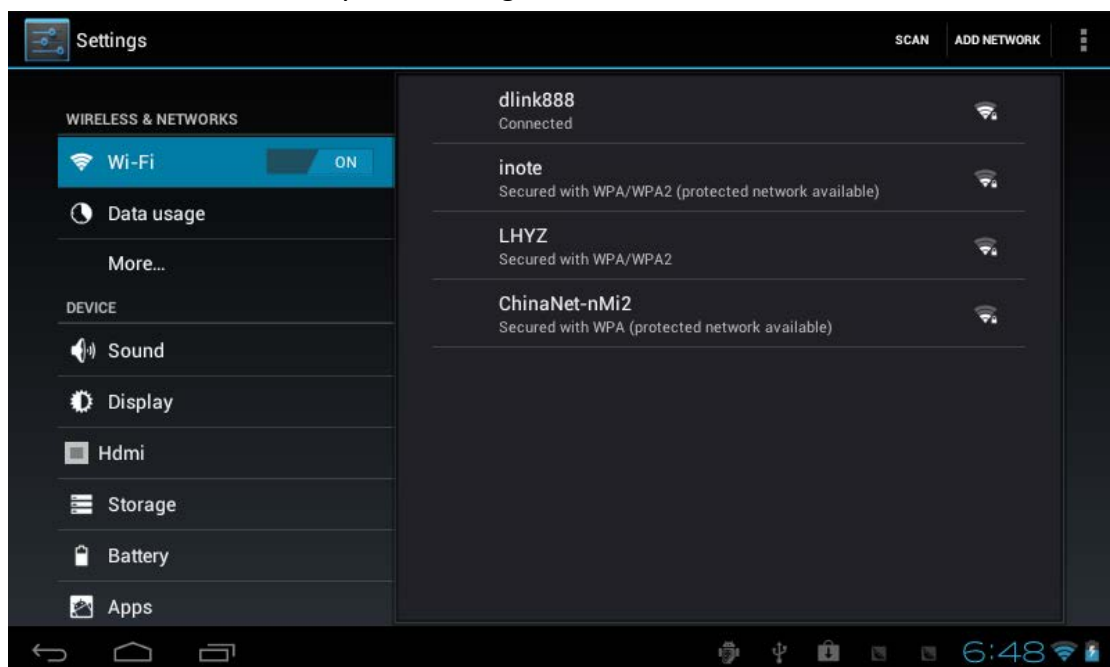 Settings
SCAN
ADD NETWORK
WIRELESS & NETWORKS
Wi-Fi
ON
Data usage
More...
DEVICE
Sound
Display
Hdmi
Storage
Battery
Apps
dlink888
Connected
inote
Secured with WPA/WPA2 (protected network available)
LHYZ
Secured with WPA/WPA2
ChinaNet-nMi2
Secured with WPA (protected network available)
6:48